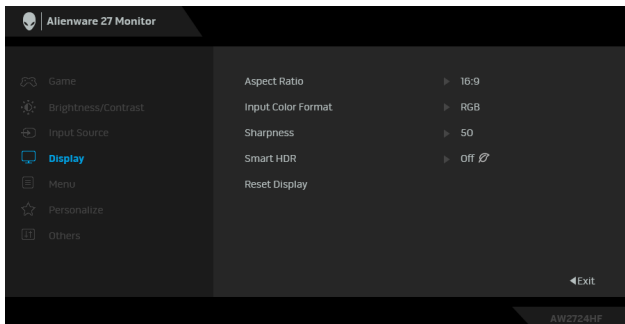 Alienware 27 Monitor
Game
Brightness/Contrast
Input Source
Display
Menu
Personalize
Others
Aspect Ratio 16:9
Input Color Format RGB
Sharpness 50
Smart HDR Off
Reset Display
Exit
AW2724HF